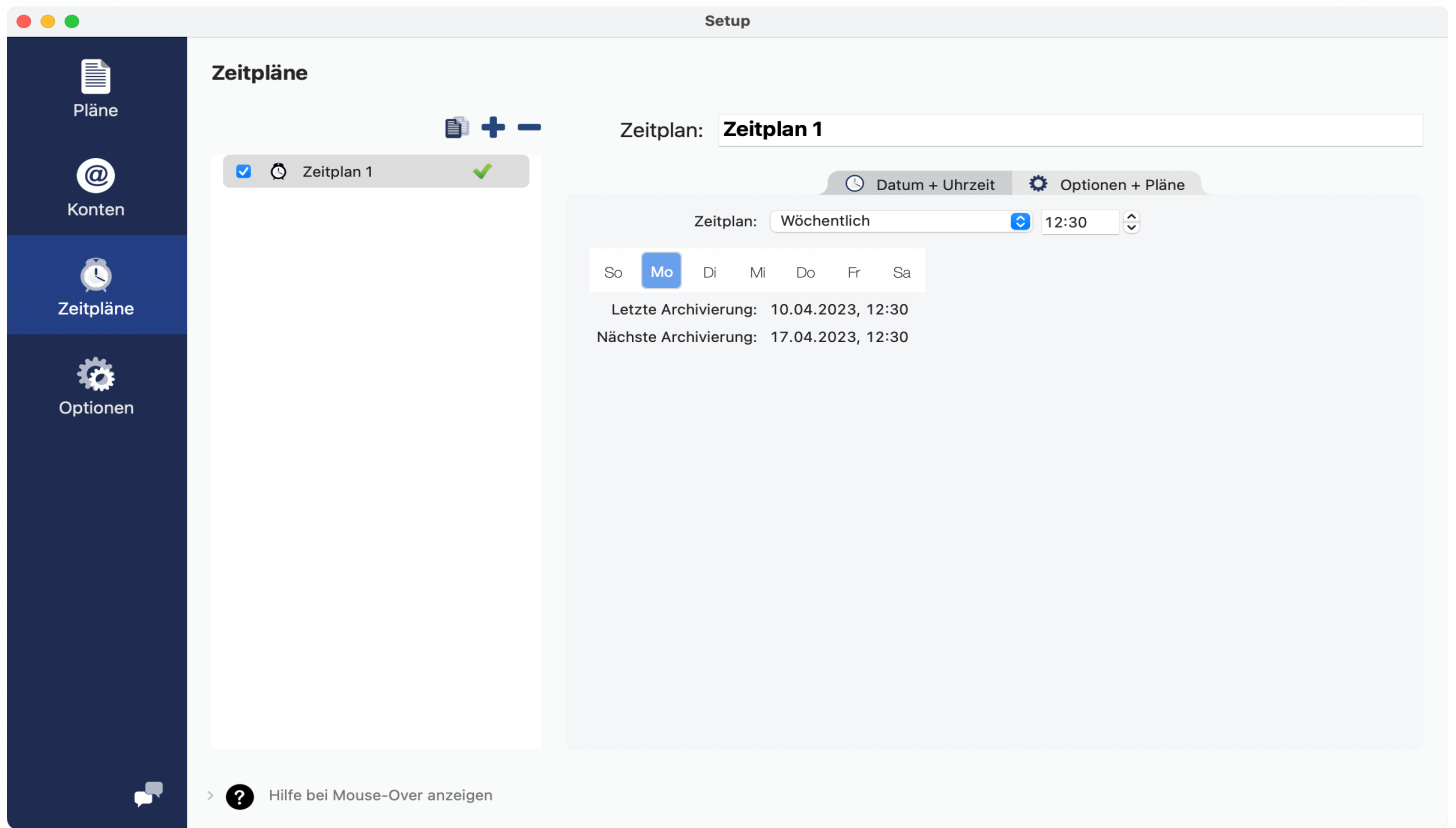 Setup
Pläne
Konten
Zeitpläne
Optionen
Zeitpläne
Zeitplan 1
Zeitplan: Zeitplan 1
Datum + Uhrzeit Optionen + Pläne
Zeitplan: Wöchentlich 12:30
So Mo Di Mi Do Fr Sa
Letzte Archivierung: 10.04.2023, 12:30
Nächste Archivierung: 17.04.2023, 12:30
? Hilfe bei Mouse-Over anzeigen